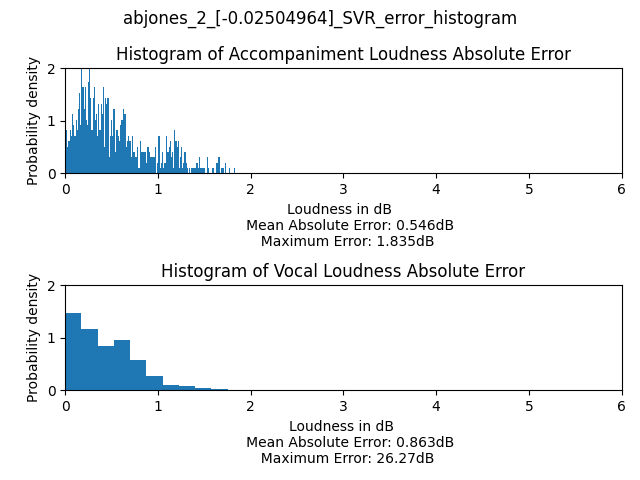 abjones_2_[-0.02504964]_SVR_error_histogram
Histogram of Accompaniment Loudness Absolute Error
Probability density
2
1
0
0 1 2 3 4 5 6
Loudness in dB
Mean Absolute Error: 0.546dB
Maximum Error: 1.835dB
Histogram of Vocal Loudness Absolute Error
Probability density
2
1
0
0 1 2 3 4 5 6
Loudness in dB
Mean Absolute Error: 0.863dB
Maximum Error: 26.27dB